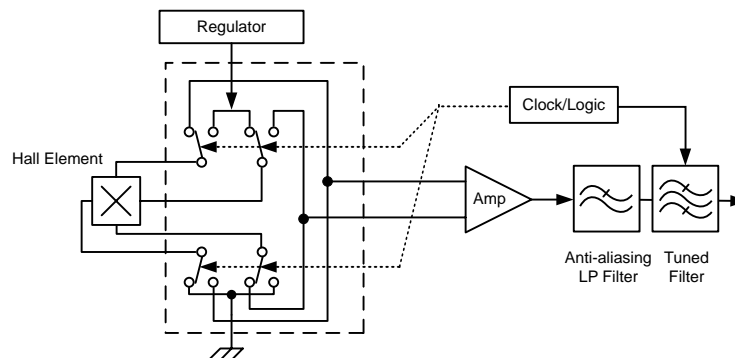 Regulator
Clock/Logic
Hall Element
Amp
Anti-aliasing
LP Filter
Tuned
Filter